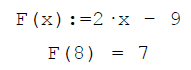 F(x):=2·x - 9
F(8) = 7